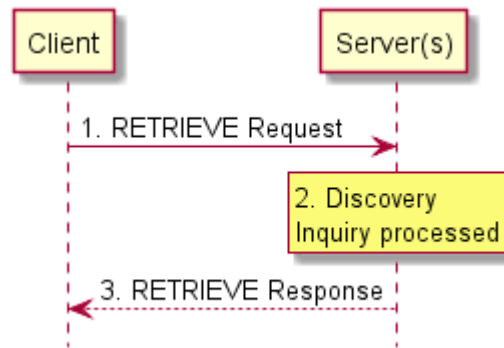 Client
Server(s)
1. RETRIEVE Request
2. Discovery
Inquiry processed
3. RETRIEVE Response